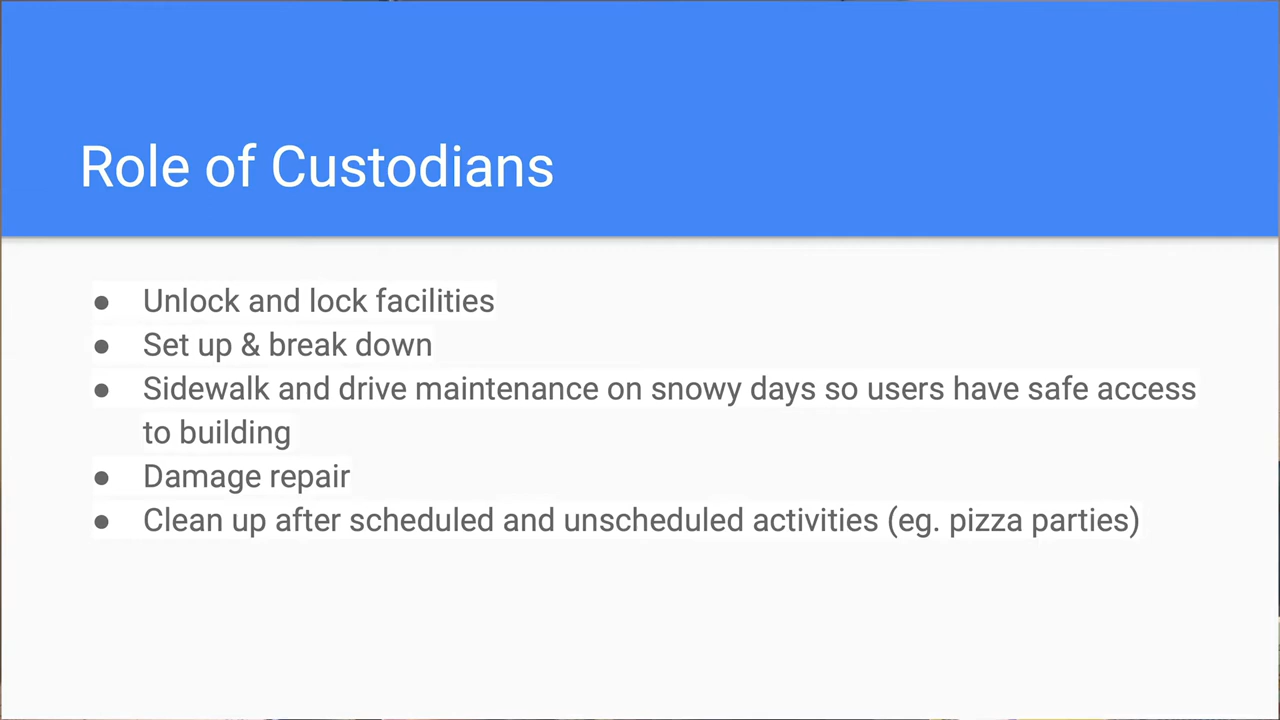 Role of Custodians
● Unlock and lock facilities
● Set up & break down
● Sidewalk and drive maintenance on snowy days so users have safe access
to building
● Damage repair
● Clean up after scheduled and unscheduled activities (eg. pizza parties)